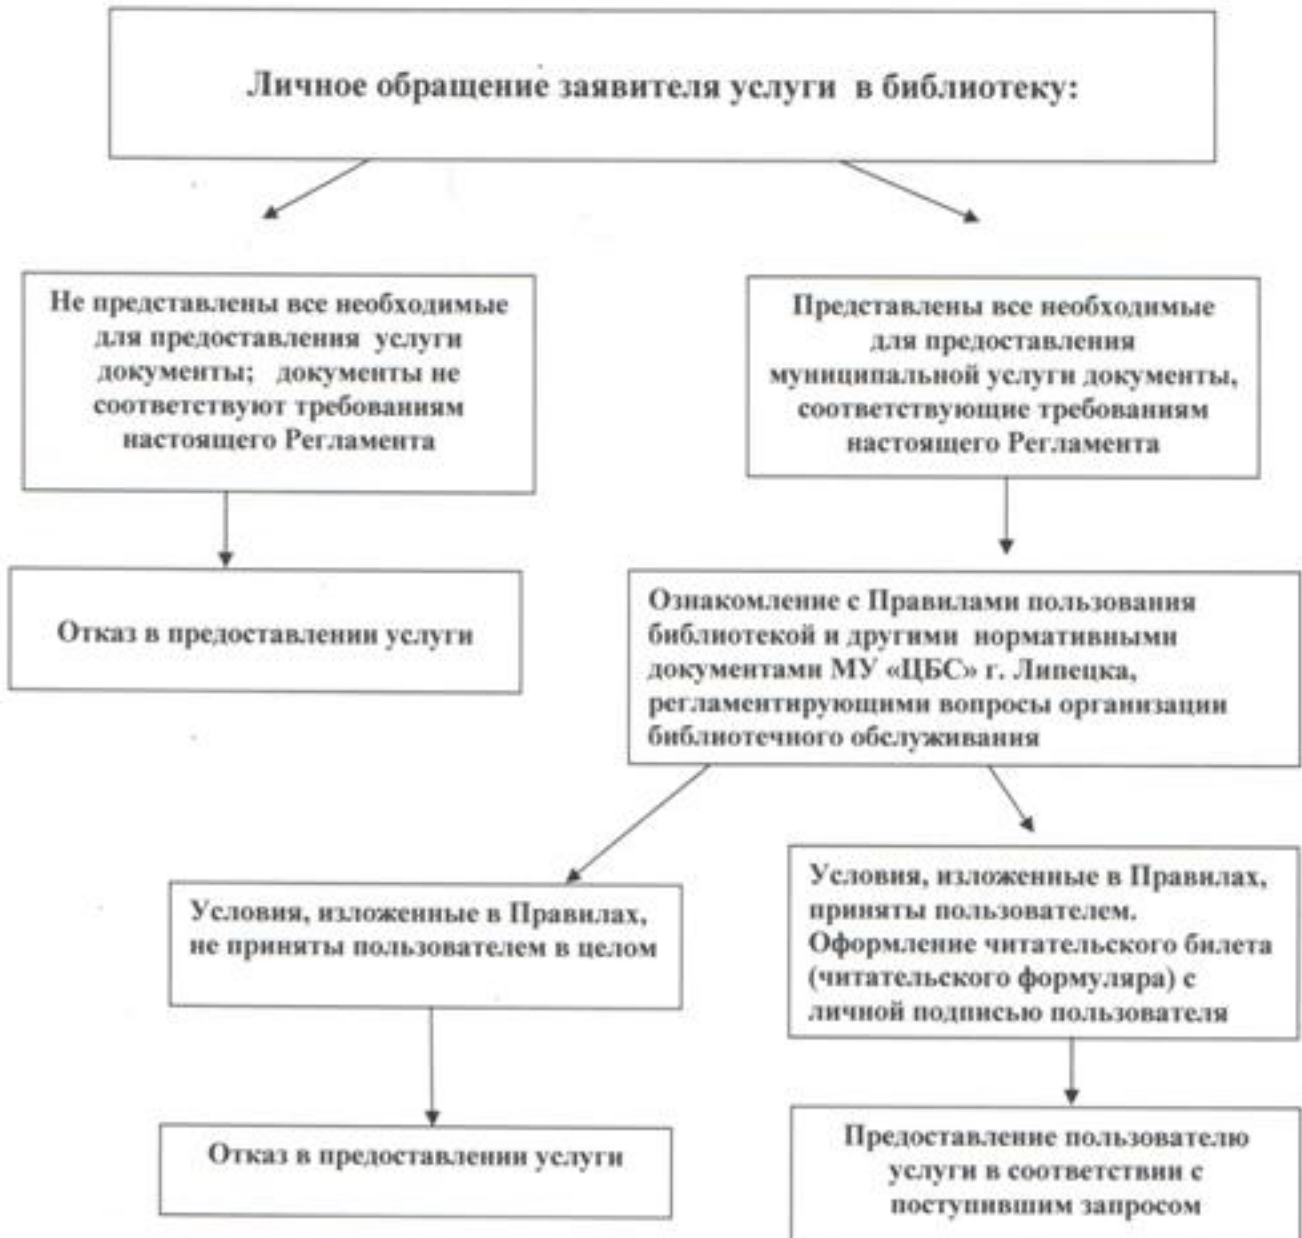 Личное обращение заявителя услуги в библиотеку:
Не представлены все необходимые
для предоставления услуги
документы; документы не
соответствуют требованиям
настоящего Регламента
Представлены все необходимые
для предоставления
муниципальной услуги документы,
соответствующие требованиям
настоящего Регламента
Отказ в предоставлении услуги
Ознакомление с Правилами пользования
библиотекой и другими нормативными
документами МУ «ЦБС» г. Липецка,
регламентирующими вопросы организации
библиотечного обслуживания
Условия, изложенные в Правилах,
не приняты пользователем в целом
Условия, изложенные в Правилах,
приняты пользователем.
Оформление читательского билета
(читательского формуляра) с
личной подписью пользователя
Отказ в предоставлении услуги
Предоставление пользователю
услуги в соответствии с
поступившим запросом